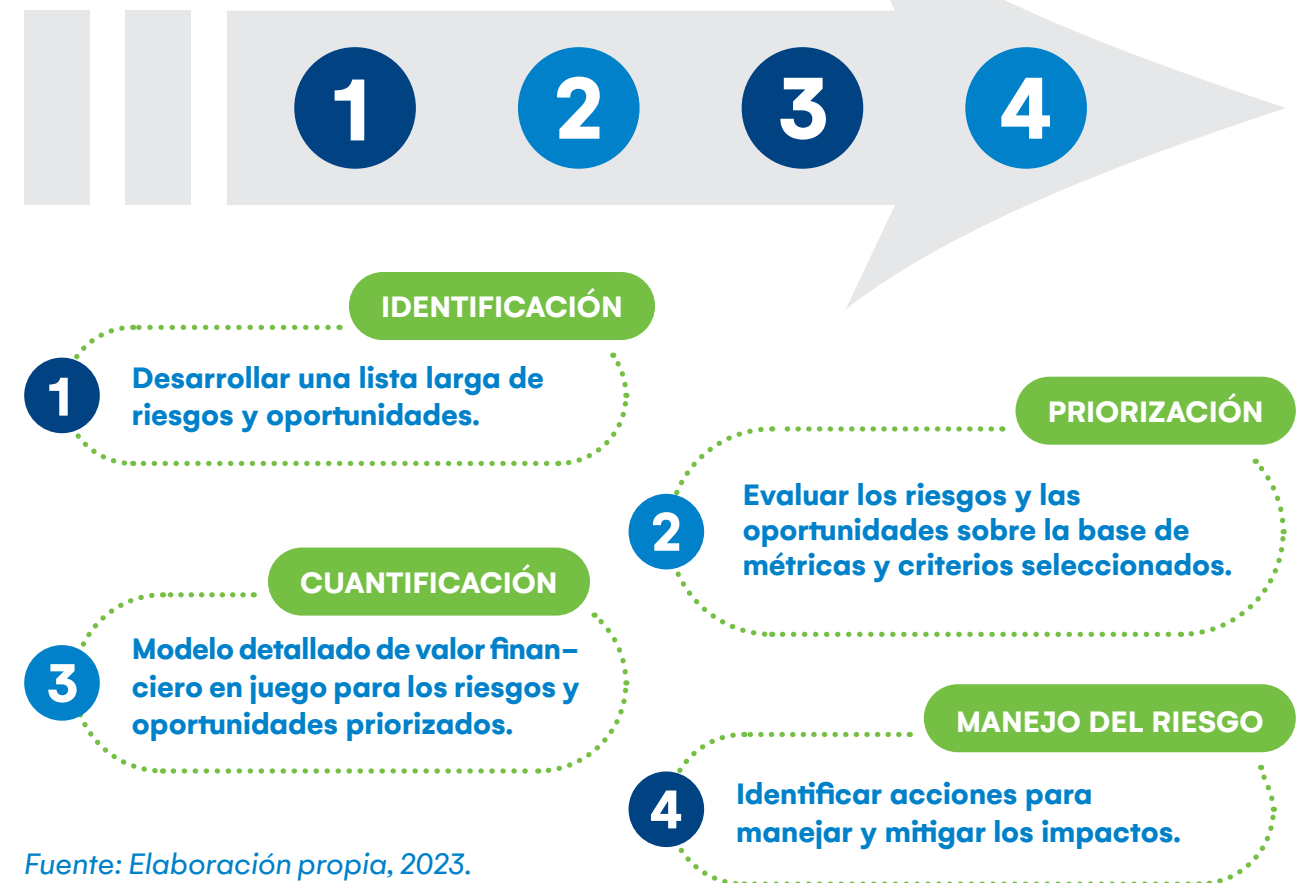 1
2
3
4
IDENTIFICACIÓN
1
Desarrollar una lista larga de
riesgos y oportunidades.
PRIORIZACIÓN
2
Evaluar los riesgos y las
oportunidades sobre la base de
métricas y criterios seleccionados.
CUANTIFICACIÓN
3
Modelo detallado de valor finan-
ciero en juego para los riesgos y
oportunidades priorizados.
MANEJO DEL RIESGO
4
Identificar acciones para
manejar y mitigar los impactos.
Fuente: Elaboración propia, 2023.